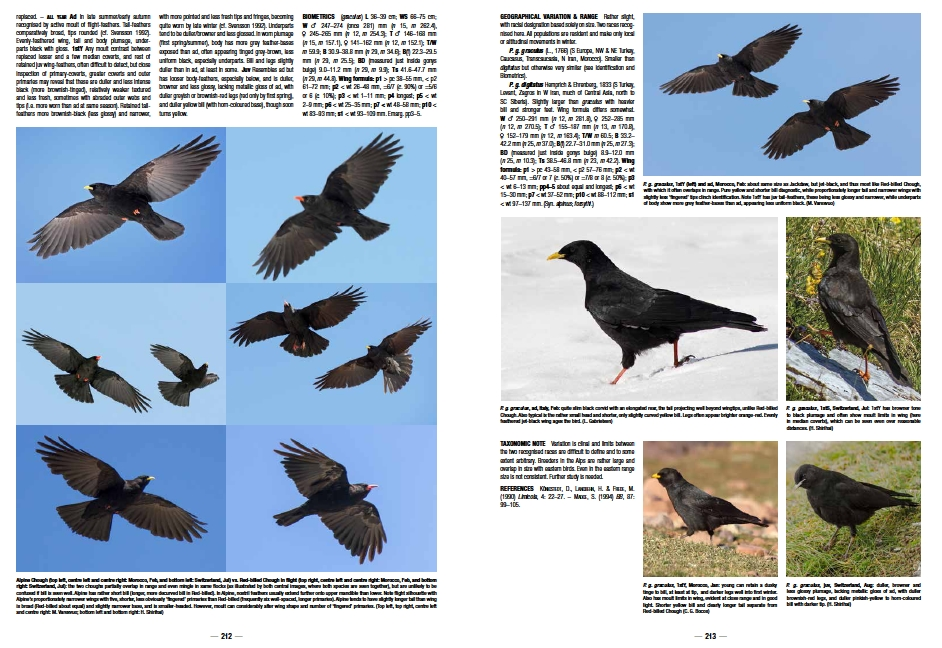 replaced. – ALL YEAR Ad In late summer/early autumn
recognised by active moult of flight-feathers. Tail-feathers
comparatively broad, tips rounded (cf. Svensson 1992).
Evenly-feathered wing, tail and body plumage, under-
parts black with gloss. 1stY Any moult contrast between
replaced lesser and a few median coverts, and rest of
retained juv wing-feathers, often difficult to detect, but close
inspection of primary-coverts, greater coverts and outer
primaries may reveal that these are duller and less intense
black (more brownish-tinged), relatively weaker textured
and less fresh, sometimes with abraded outer webs and
tips (i.e. more worn than ad at same season). Retained tail-
feathers more brownish-black (less glossy) and narrower,
with more pointed and less fresh tips and fringes, becoming
quite worn by late winter (cf. Svensson 1992). Underparts
tend to be duller/browner and less glossed. In worn plumage
(first spring/summer), body has more grey feather-bases
exposed than ad, often appearing tinged grey-brown, less
uniform black, especially underparts. Bill and legs slightly
duller than in ad, at least in some. Juv Resembles ad but
has looser body-feathers, especially below, and is duller,
browner and less glossy, lacking metallic gloss of ad, with
duller greyish or brownish-red legs (red only by first spring),
and duller yellow bill (with horn-coloured base), though soon
turns yellow.
BIOMETRICS (graculus) L 36–39 cm; WS 66–75 cm;
W ♂ 247–274 (once 281) mm (n 15, m 262.4),
♀ 245–265 mm (n 12, m 254.3); T ♂ 146–168 mm
(n 15, m 157.1), ♀ 141–162 mm (n 12, m 152.1); T/W
m 59.9; B 30.9–38.8 mm (n 29, m 34.6); B(f) 22.3–29.5
mm (n 29, m 25.5); BD (measured just inside gonys
bulge) 9.0–11.2 mm (n 29, m 9.9); Ts 41.6–47.7 mm
(n 29, m 44.8). Wing formula: p1 > pc 38–55 mm, < p2
61–72 mm; p2 < wt 26–48 mm, =6/7 (c. 90%) or =5/6
or 6 (c. 10%); p3 < wt 1–11 mm; p4 longest; p5 < wt
2–9 mm; p6 < wt 25–35 mm; p7 < wt 48–58 mm; p10 <
wt 83–93 mm; s1 < wt 93–109 mm. Emarg. pp3–5.
Alpine Chough (top left, centre left and centre right: Morocco, Feb, and bottom left: Switzerland, Jul) vs. Red-billed Chough in flight (top right, centre left and centre right: Morocco, Feb, and bottom
right: Switzerland, Jul): the two choughs partially overlap in range and even mingle in same flocks (as illustrated by both central images, where both species are seen together), but are unlikely to be
confused if bill is seen well. Alpine has rather short bill (longer, more decurved bill in Red-billed). In Alpine, nostril feathers usually extend further onto upper mandible than lower. Note flight silhouette with
Alpine's proportionately narrower wings with five, shorter, less obviously 'fingered' primaries than Red-billed (frequently six well-spaced, longer primaries). Alpine tends to have slightly longer tail than wing
is broad (Red-billed about equal) and slightly narrower base, and is smaller-headed. However, moult can considerably alter wing shape and number of 'fingered' primaries. (Top left, top right, centre left
and centre right: M. Varesvuo; bottom left and bottom right: H. Shirihai)
— 212 —
GEOGRAPHICAL VARIATION & RANGE Rather slight,
with racial designation based solely on size. Two races recog-
nised here. All populations are resident and make only local
or altitudinal movements in winter.
P. g. graculus (L., 1766) (S Europe, NW & NE Turkey,
Caucasus, Transcaucasia, N Iran, Morocco). Smaller than
digitatus but otherwise very similar (see Identification and
Biometrics).
P. g. digitatus Hemprich & Ehrenberg, 1833 (S Turkey,
Levant, Zagros in W Iran, much of Central Asia, north to
SC Siberia). Slightly larger than graculus with heavier
bill and stronger feet. Wing formula differs somewhat.
W ♂ 250–291 mm (n 12, m 281.8), ♀ 252–285 mm
(n 12, m 270.5); T ♂ 155–187 mm (n 13, m 170.8),
♀ 152–179 mm (n 12, m 163.4); T/W m 60.5; B 33.2–
42.2 mm (n 25, m 37.0); B(f) 22.7–31.0 mm (n 25, m 27.3);
BD (measured just inside gonys bulge) 8.9–12.0 mm
(n 25, m 10.3); Ts 38.5–46.8 mm (n 23, m 42.2). Wing
formula: p1 > pc 43–58 mm, < p2 57–76 mm; p2 < wt
40–57 mm, =6/7 or 7 (c. 50%) or =7/8 or 8 (c. 50%); p3
< wt 6–13 mm; pp4–5 about equal and longest; p6 < wt
15–30 mm; p7 < wt 37–52 mm; p10 < wt 81–112 mm; s1
< wt 97–137 mm. (Syn. alpinus; forsythi.)
P. g. graculus, 1stY (left) and ad, Morocco, Feb: about same size as Jackdaw, but jet-black, and thus most like Red-billed Chough,
with which it often overlaps in range. Pure yellow and shorter bill diagnostic, while proportionately longer tail and narrower wings with
slightly less 'fingered' tips clinch identification. Note 1stY has juv tail-feathers, these being less glossy and narrower, while underparts
of body show more grey feather-bases than ad, appearing less uniform black. (M. Varesvuo)
P. g. graculus, ad, Italy, Feb: quite slim black corvid with an elongated rear, the tail projecting well beyond wingtips, unlike Red-billed
Chough. Also typical is the rather small head and shorter, only slightly curved yellow bill. Legs often appear brighter orange-red. Evenly
feathered jet-black wing ages the bird. (L. Gabrielsen)
P. g. graculus, 1stS, Switzerland, Jul: 1stY has browner tone
to black plumage and often show moult limits in wing (here
in median coverts), which can be seen even over reasonable
distances. (H. Shirihai)
TAXONOMIC NOTE Variation is clinal and limits between
the two recognised races are difficult to define and to some
extent arbitrary. Breeders in the Alps are rather large and
overlap in size with eastern birds. Even in the eastern range
size is not consistent. Further study is needed.
REFERENCES Königstedt, D., Langbein, H. & Frede, M.
(1990) Limicola, 4: 22–27. – Madge, S. (1994) BB, 87:
99–105.
P. g. graculus, 1stY, Morocco, Jan: young can retain a dusky
tinge to bill, at least at tip, and darker legs well into first winter.
Also has moult limits in wing, evident at close range and in good
light. Shorter yellow bill and clearly longer tail separate from
Red-billed Chough. (C. G. Bocos)
P. g. graculus, juv, Switzerland, Aug: duller, browner and
less glossy plumage, lacking metallic gloss of ad, with duller
brownish-red legs, and duller pinkish-yellow to horn-coloured
bill with darker tip. (H. Shirihai)
— 213 —